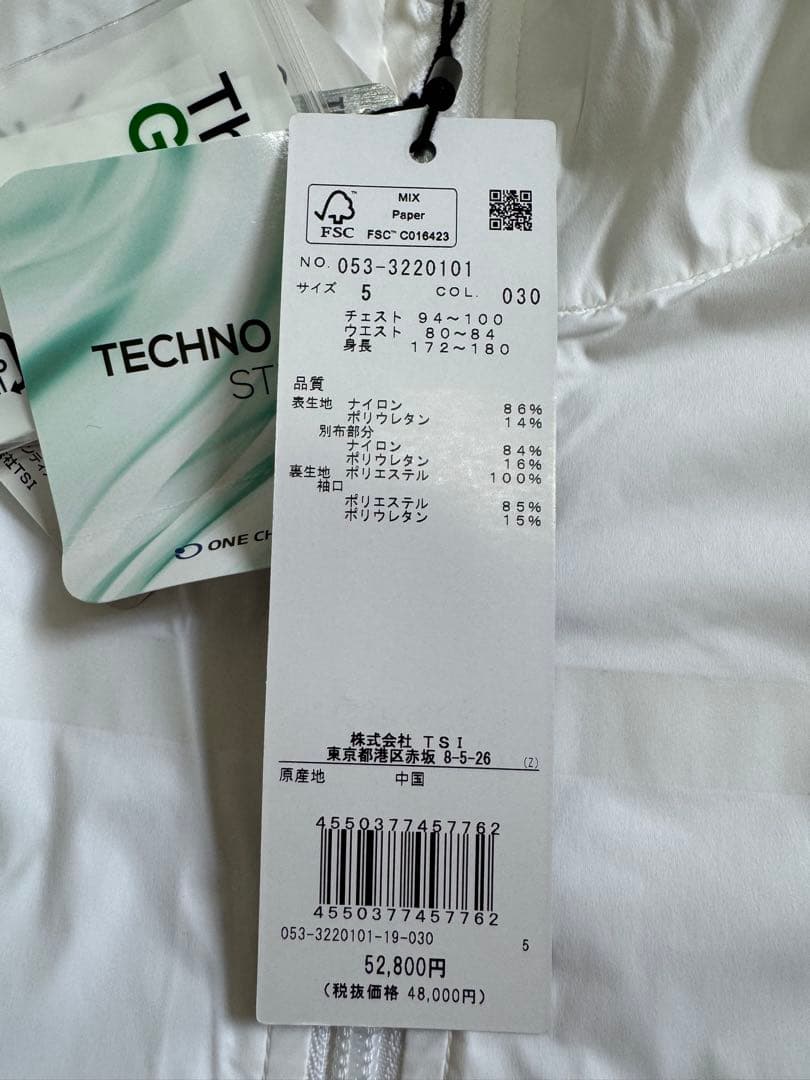 Th
G
TECHNO
ST
ONE CH
社TSI
FSC™
MIX
Paper
FSC™ C016423
NO. 053-3220101
サイズ 5 COL. 030
チェスト 94～100
ウエスト 80～84
身長 172～180
品質
表生地 ナイロン 86%
ポリウレタン 14%
別布部分
ナイロン 84%
ポリウレタン 16%
裏生地 ポリエステル 100%
袖口
ポリエステル 85%
ポリウレタン 15%
株式会社 TSI
東京都港区赤坂 8-5-26 (Z)
原産地 中国
4550377457762
4550377457762
053-3220101-19-030 5
52,800円
(税抜価格 48,000円)